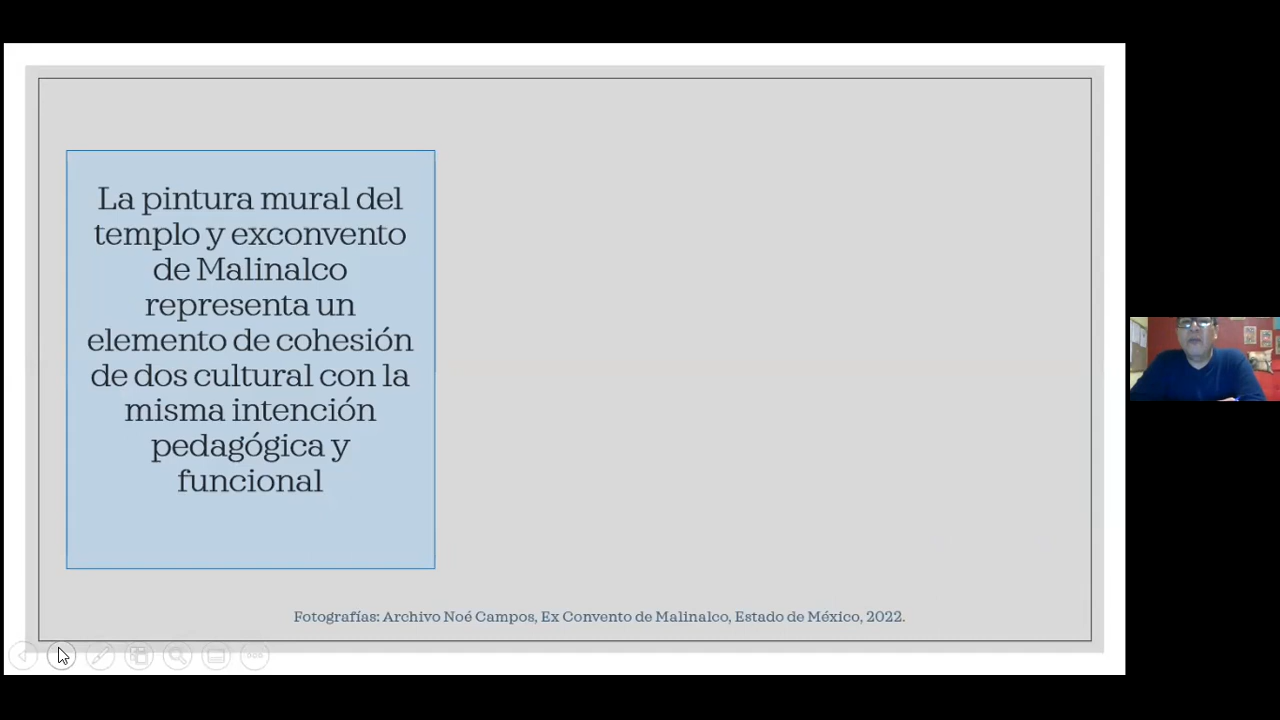 La pintura mural del
templo y exconvento
de Malinalco
representa un
elemento de cohesión
de dos cultural con la
misma intención
pedagógica y
funcional
Fotografías: Archivo Noé Campos, Ex Convento de Malinalco, Estado de México, 2022.